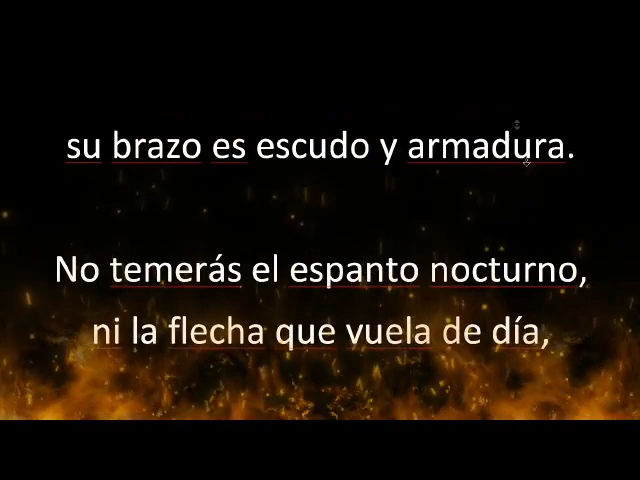 su brazo es escudo y armadura.
No temerás el espanto nocturno,
ni la flecha que vuela de día,